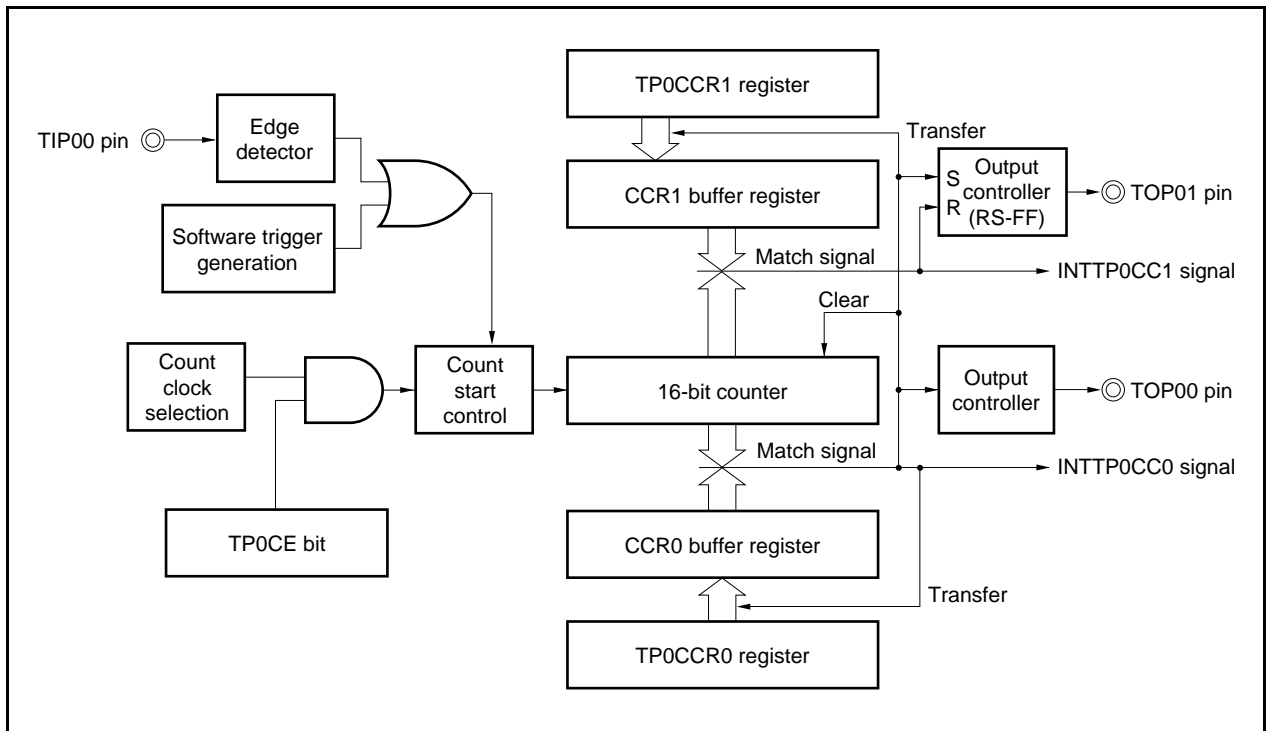 TP0CCR1 register
TIP00 pin
Edge
detector
Transfer
CCR1 buffer register
S
R
Output
controller
(RS-FF)
TOP01 pin
Software trigger
generation
Match signal
INTTP0CC1 signal
Clear
Count
clock
selection
Count
start
control
16-bit counter
Output
controller
TOP00 pin
Match signal
INTTP0CC0 signal
TP0CE bit
CCR0 buffer register
Transfer
TP0CCR0 register